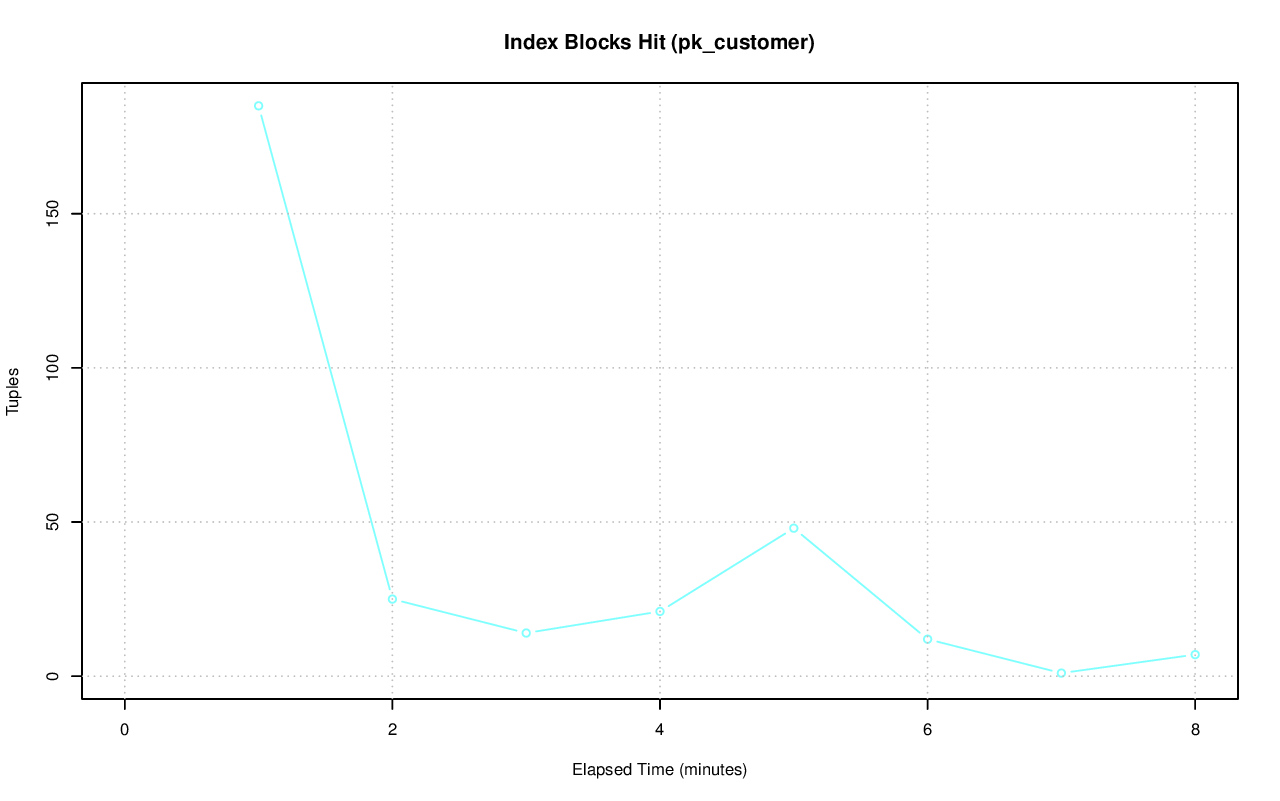 Index Blocks Hit (pk_customer)
Tuples
150
100
50
0
0 2 4 6 8
Elapsed Time (minutes)